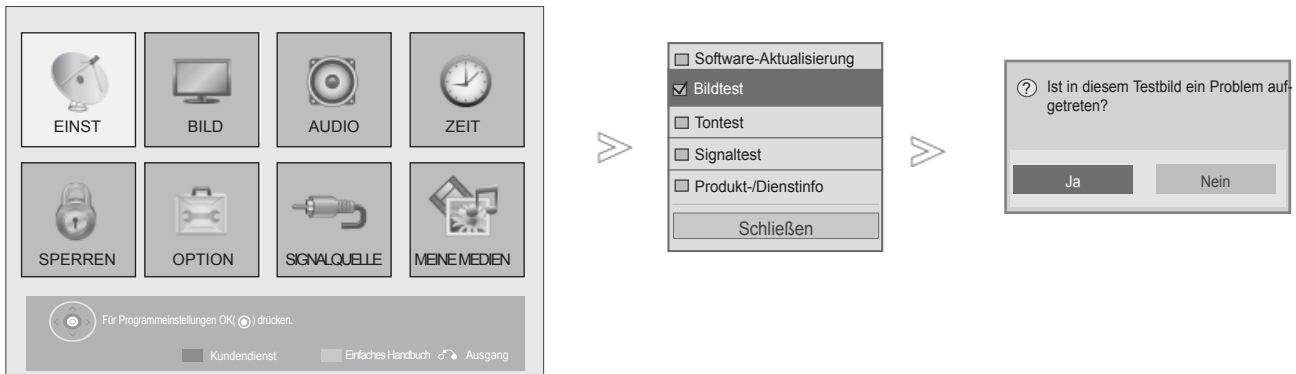 EINST BILD AUDIO ZEIT
SPERREN OPTION SIGNALQUELLE MEINE MEDIEN
Für Programmeinstellungen OK( ) drücken.
Kundendienst Einfaches Handbuch Ausgang
Software-Aktualisierung
Bildtest
Tontest
Signaltest
Produkt-/Dienstinfo
Schließen
? Ist in diesem Testbild ein Problem auf-
getreten?
Ja Nein